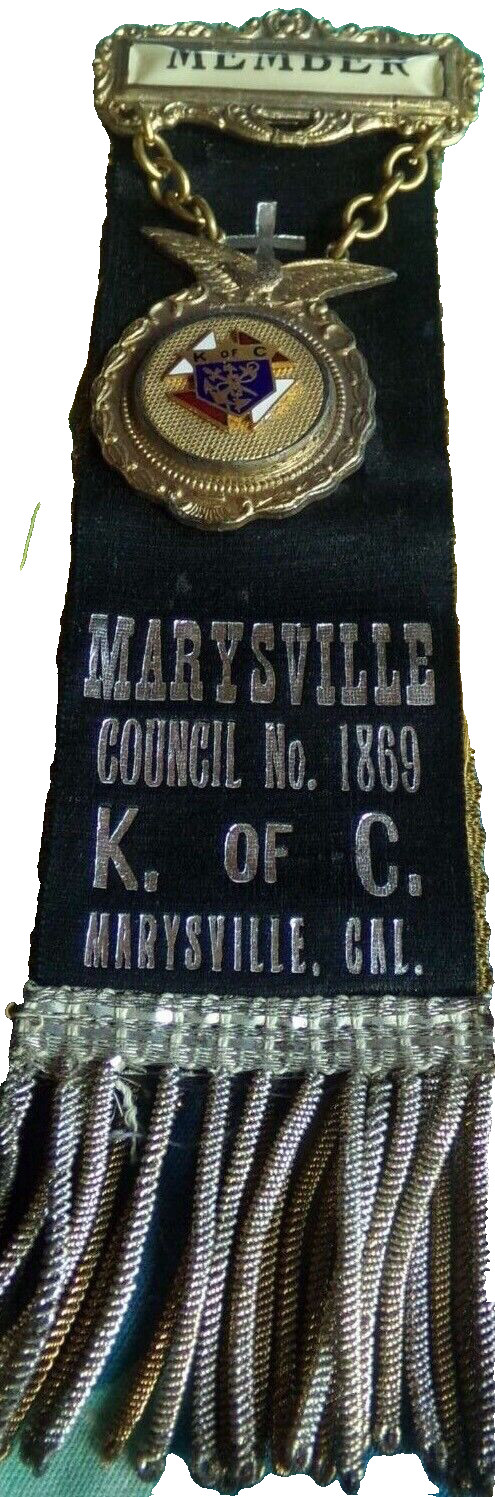 MEMBER
K OF C
MARYSVILLE
COUNCIL No. 1869
K. OF C.
MARYSVILLE, CAL.